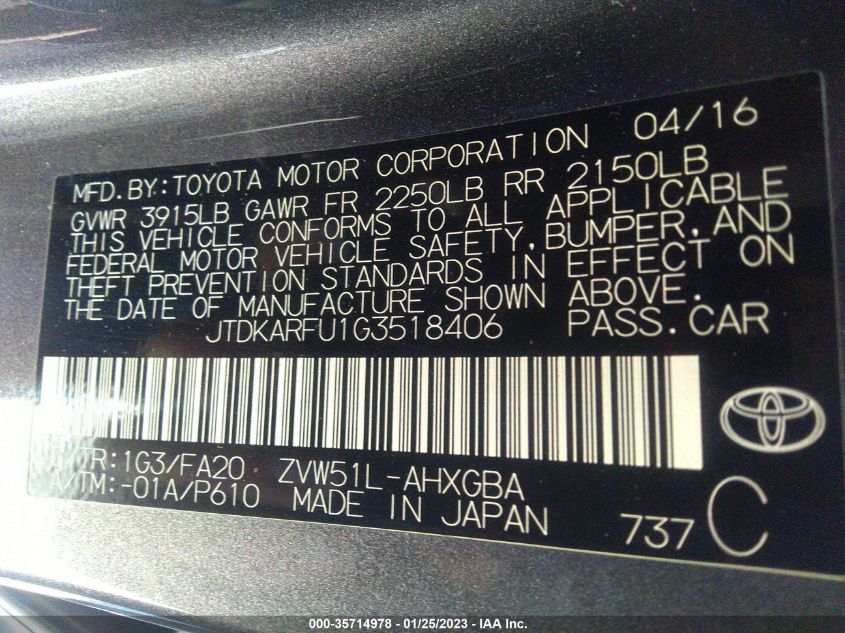 MFD.BY:TOYOTA MOTOR CORPORATION 04/16
GVWR 3915LB GAWR FR 2250LB RR 2150LB
THIS VEHICLE CONFORMS TO ALL APPLICABLE
FEDERAL MOTOR VEHICLE SAFETY,BUMPER,AND
THEFT PREVENTION STANDARDS IN EFFECT ON
THE DATE OF MANUFACTURE SHOWN ABOVE.
JTDKARFU1G3518406 PASS.CAR
/TR:1G3/FA20 ZVW51L-AHXGBA
A/TM:-01A/P610 MADE IN JAPAN 737 C
000-35714978 - 01/25/2023 - IAA Inc.